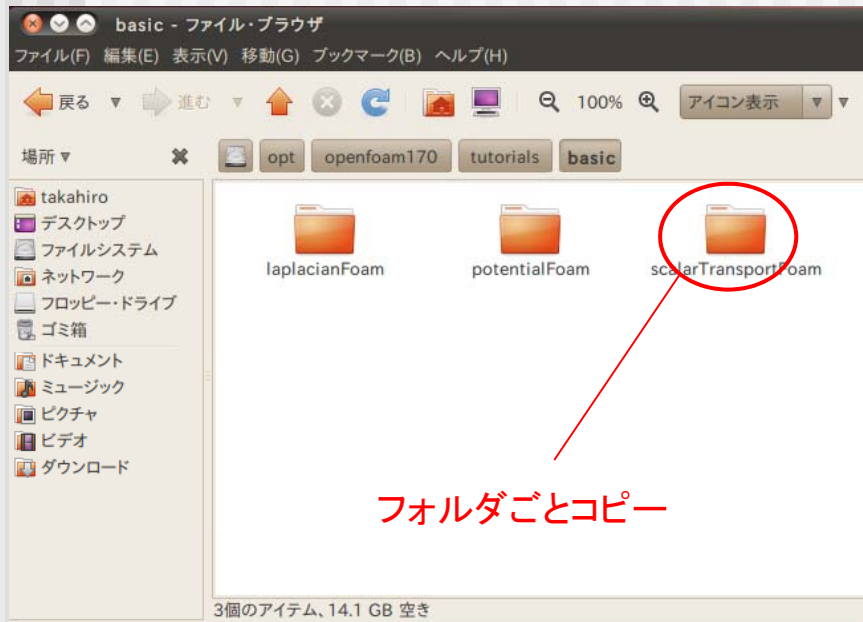 basic - ファイル・ブラウザ
ファイル(F) 編集(E) 表示(V) 移動(G) ブックマーク(B) ヘルプ(H)
戻る 進む 100% アイコン表示
場所 opt openfoam170 tutorials basic
takahiro
デスクトップ
ファイルシステム
ネットワーク
フロッピー・ドライブ
ゴミ箱
ドキュメント
ミュージック
ピクチャ
ビデオ
ダウンロード
laplacianFoam potentialFoam scalarTransportFoam
フォルダごとコピー
3個のアイテム、14.1 GB 空き